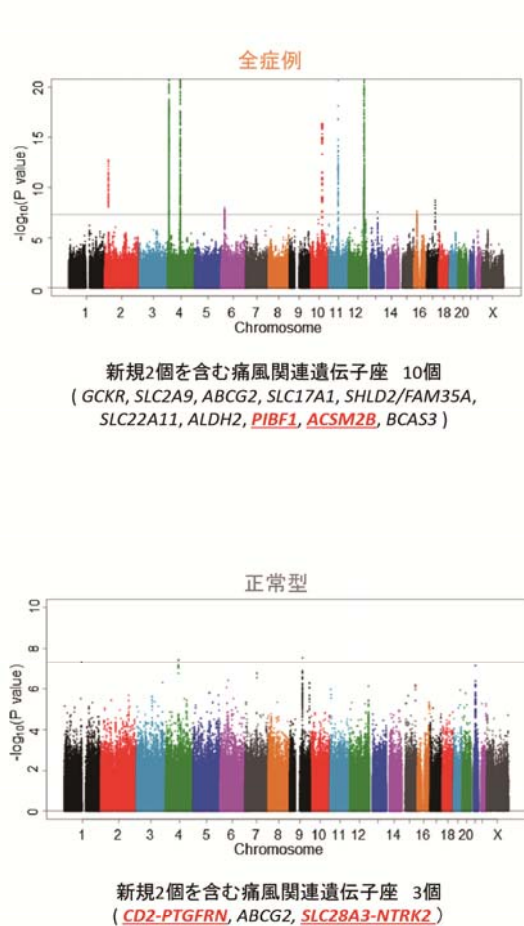 全症例
20
15
10
5
0
-log10(P value)
1 2 3 4 5 6 7 8 9 10 11 12 14 16 18 20 X
Chromosome
新規2個を含む痛風関連遺伝子座 10個
( GCKR, SLC2A9, ABCG2, SLC17A1, SHLD2/FAM35A,
SLC22A11, ALDH2, PIBF1, ACSM2B, BCAS3 )
正常型
10
8
6
4
2
0
-log10(P value)
1 2 3 4 5 6 7 8 9 10 11 12 14 16 18 20 X
Chromosome
新規2個を含む痛風関連遺伝子座 3個
( CD2-PTGFRN, ABCG2, SLC28A3-NTRK2 )